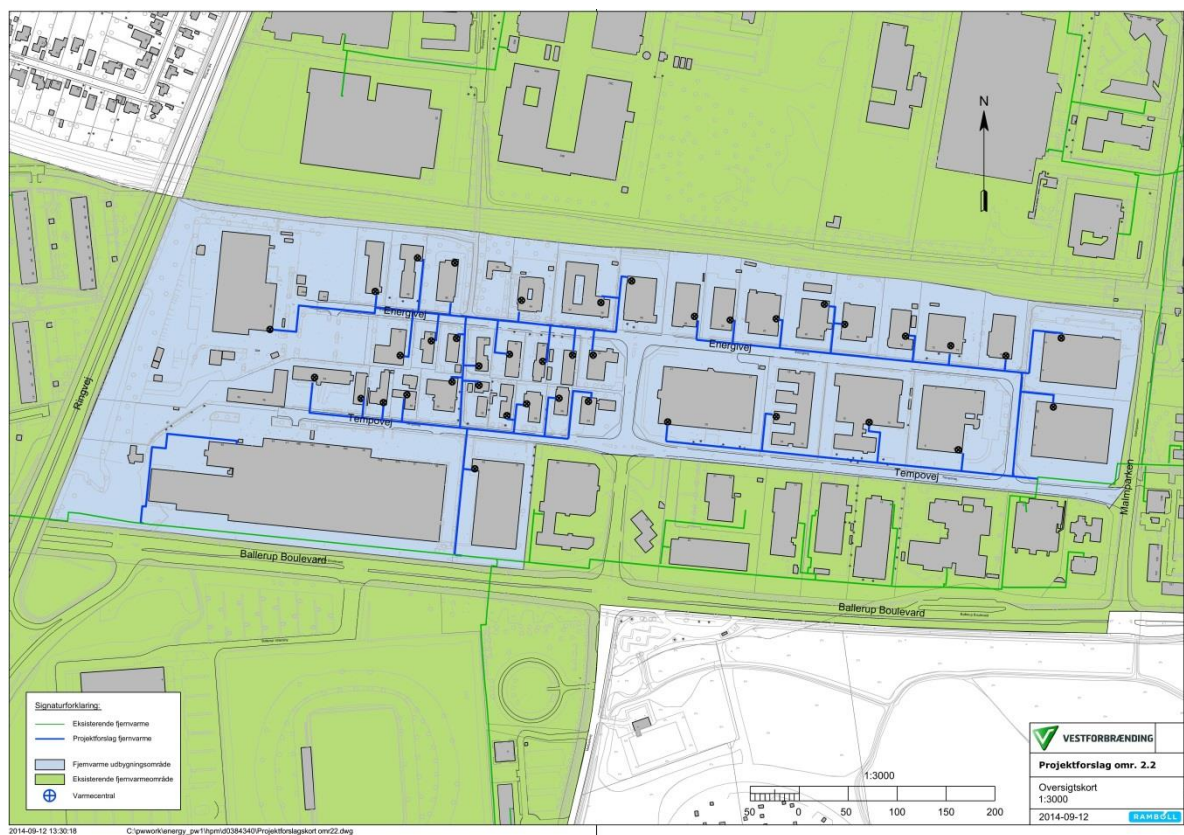 N
Energivej
Energivej
Ringvej
Tempovej
Tempovej
Malmparken
Ballerup Boulevard
Ballerup Boulevard
Signaturforklaring:
Eksisterende fjernvarme
Projektforslag fjernvarme
Fjernvarme udbygningsområde
Eksisterende fjernvarmeområde
Varmecentral
1:3000
50 0 50 100 150 200
VESTFORBRÆNDING
Projektforslag omr. 2.2
Oversigtskort
1:3000
2014-09-12
RAMBØLL
2014-09-12 13:30:18 C:\pwwork\energy_pw1\hpm\d0384340\Projektforslagskort omr22.dwg